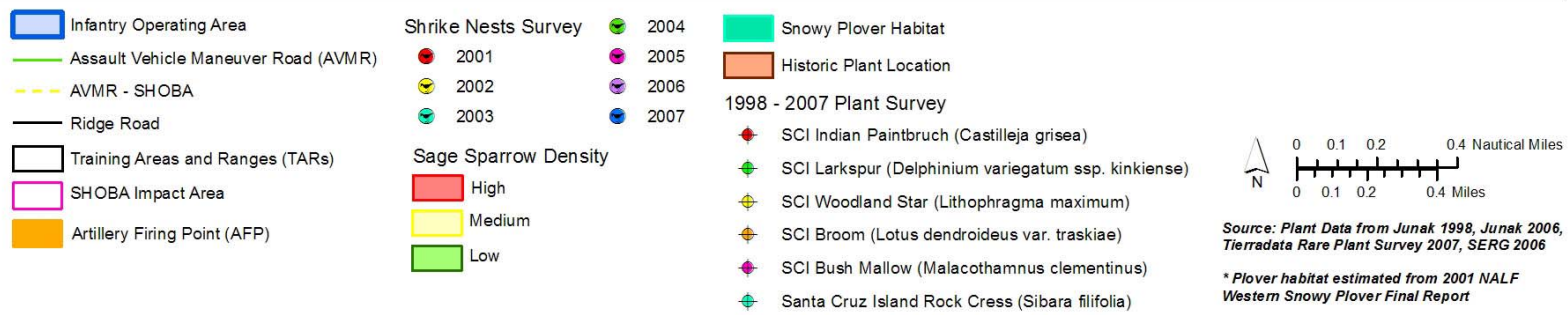 Infantry Operating Area
Assault Vehicle Maneuver Road (AVMR)
AVMR - SHOBA
Ridge Road
Training Areas and Ranges (TARs)
SHOBA Impact Area
Artillery Firing Point (AFP)
Shrike Nests Survey
2001
2002
2003
2004
2005
2006
2007
Sage Sparrow Density
High
Medium
Low
Snowy Plover Habitat
Historic Plant Location
1998 - 2007 Plant Survey
SCI Indian Paintbruch (Castilleja grisea)
SCI Larkspur (Delphinium variegatum ssp. kinkiense)
SCI Woodland Star (Lithophragma maximum)
SCI Broom (Lotus dendroideus var. traskiae)
SCI Bush Mallow (Malacothamnus clementinus)
Santa Cruz Island Rock Cress (Sibara filifolia)
N
0 0.1 0.2 0.4 Nautical Miles
0 0.1 0.2 0.4 Miles
Source: Plant Data from Junak 1998, Junak 2006,
Tierradata Rare Plant Survey 2007, SERG 2006
* Plover habitat estimated from 2001 NALF
Western Snowy Plover Final Report